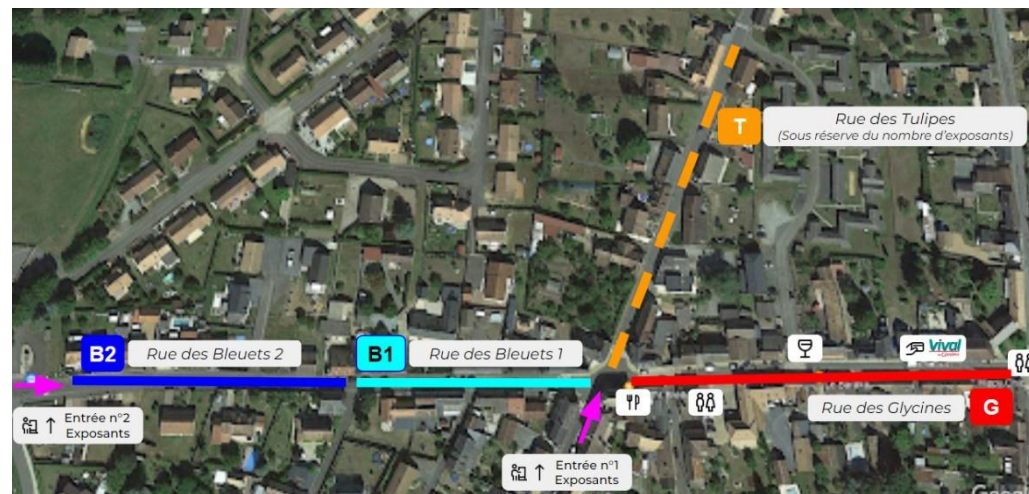 T
Rue des Tulipes
(Sous réserve du nombre d'exposants)
B2
Rue des Bleuets 2
B1
Rue des Bleuets 1
Vival
Entrée n°2
Exposants
Rue des Glycines
G
Entrée n°1
Exposants